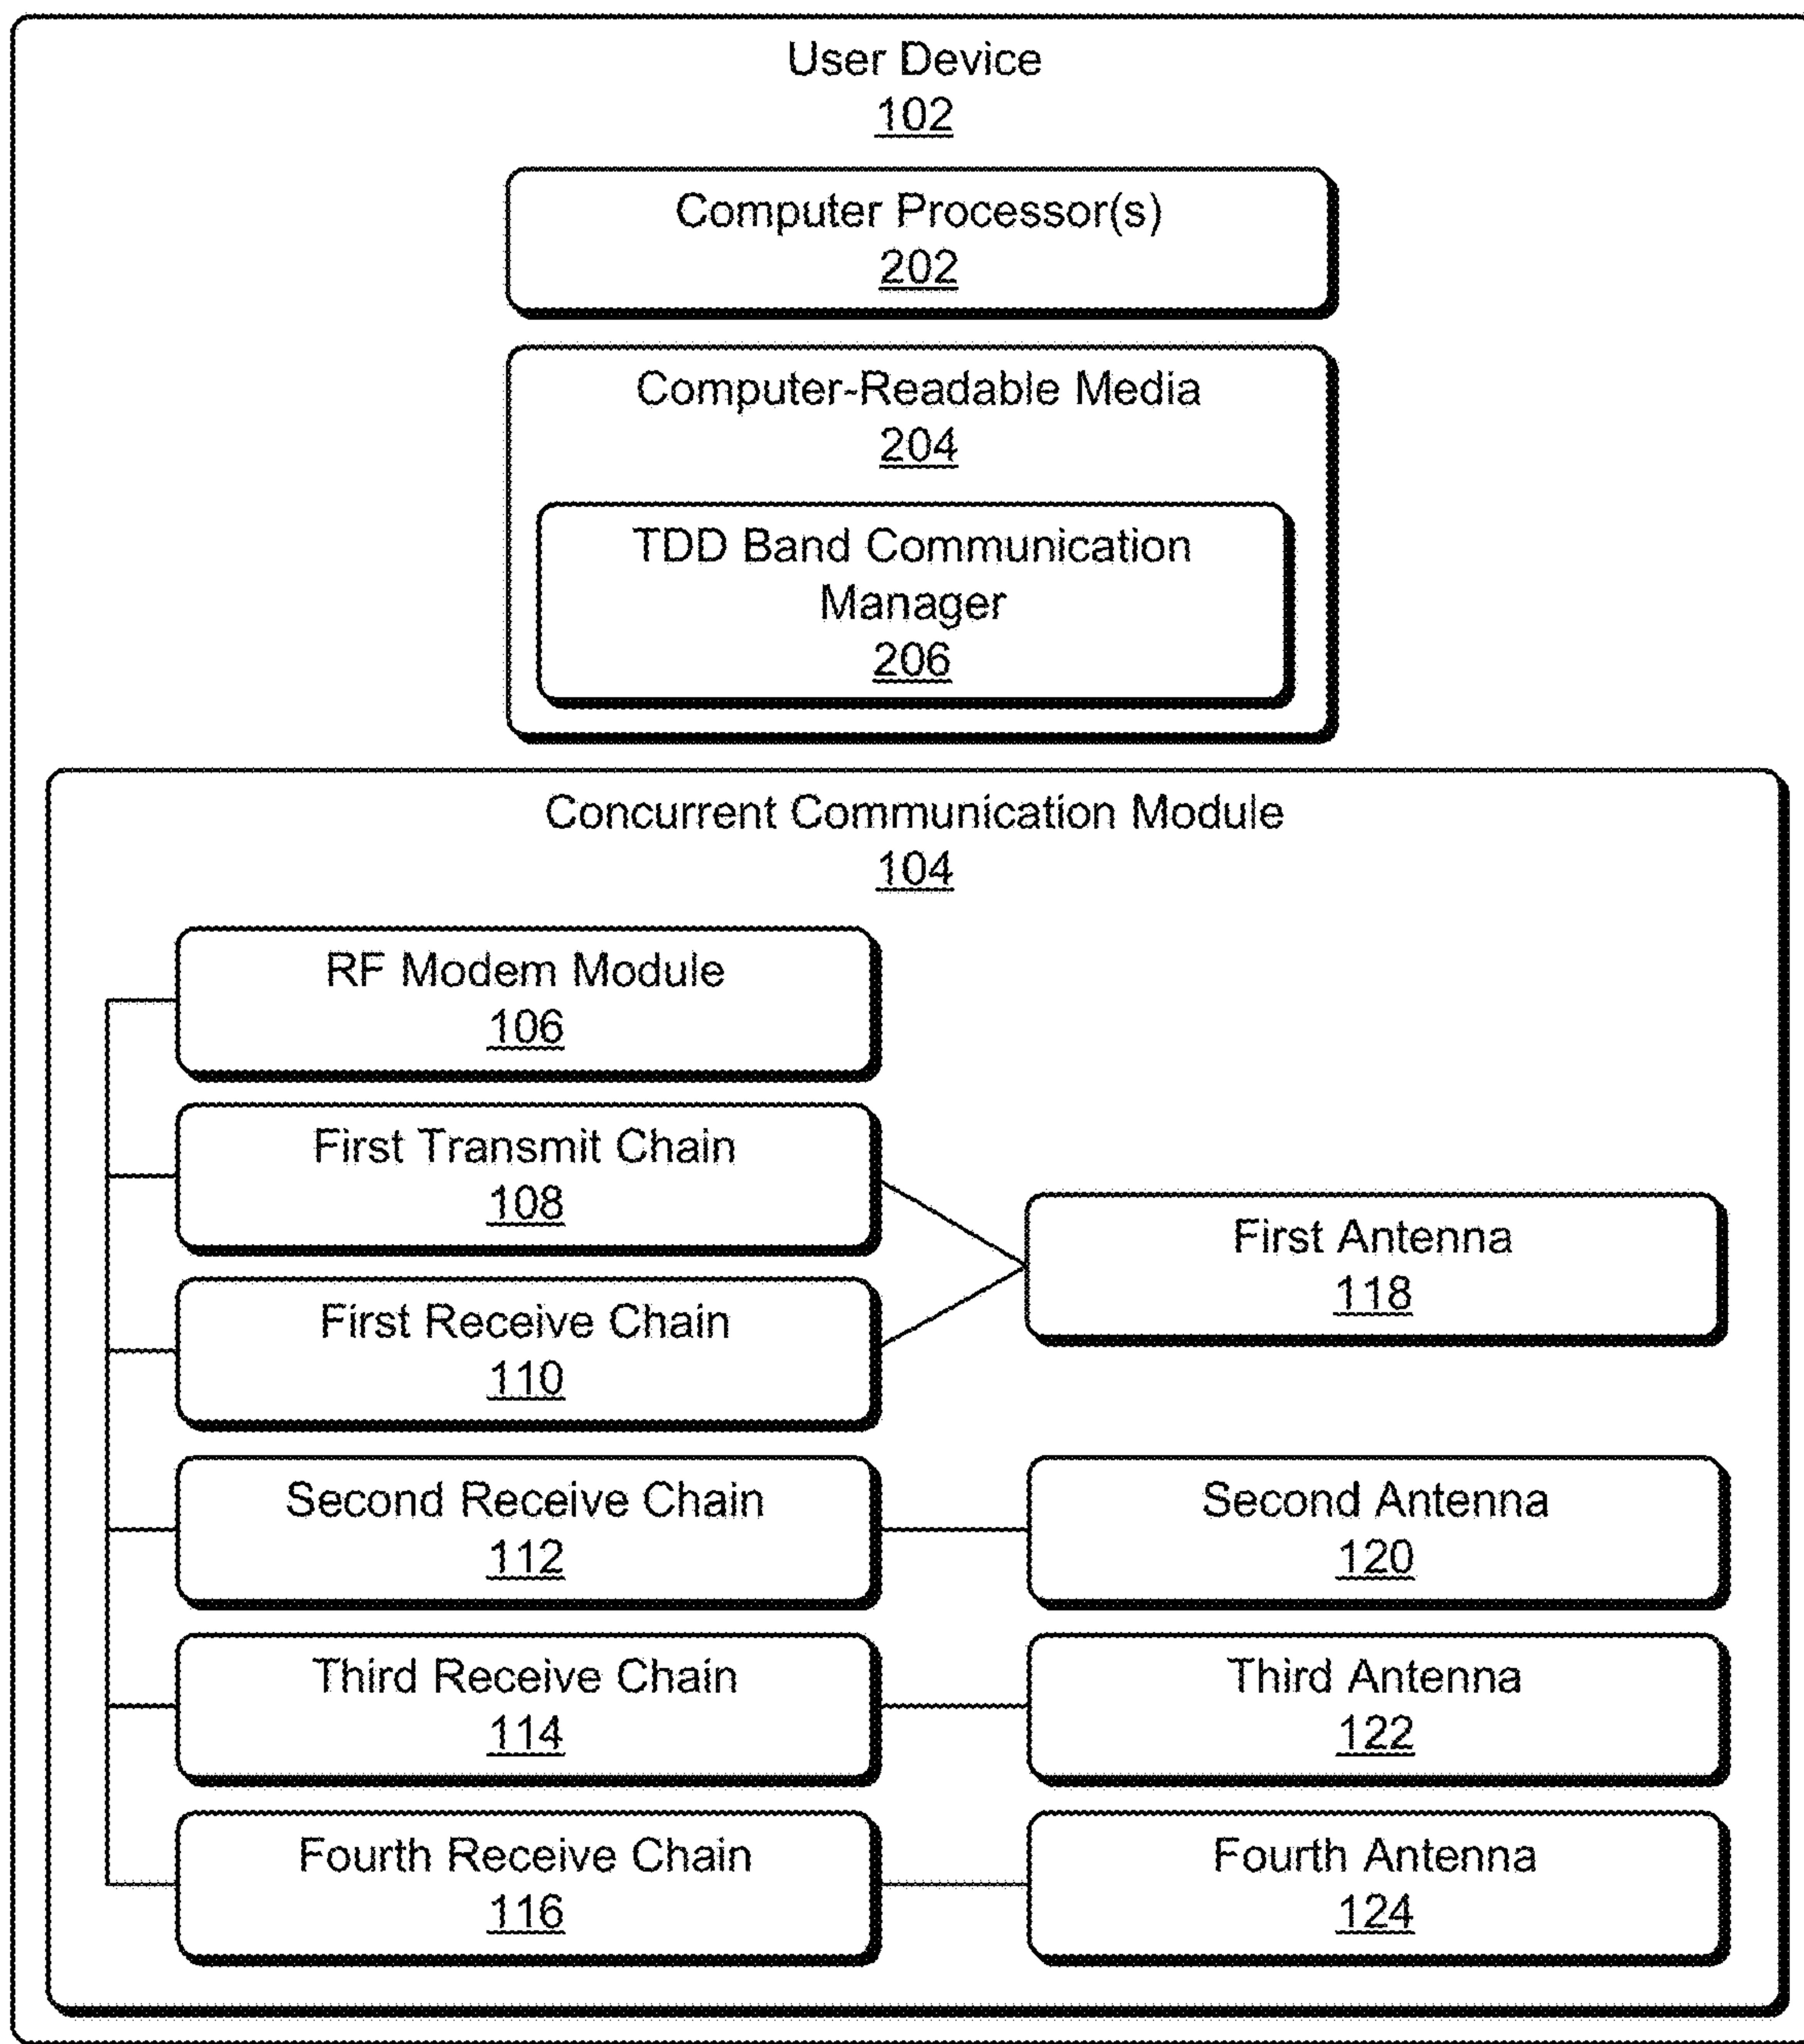 User Device
102
Computer Processor(s)
202
Computer-Readable Media
204
TDD Band Communication
Manager
206
Concurrent Communication Module
104
RF Modem Module
106
First Transmit Chain
108
First Antenna
118
First Receive Chain
110
Second Receive Chain
112
Second Antenna
120
Third Receive Chain
114
Third Antenna
122
Fourth Receive Chain
116
Fourth Antenna
124